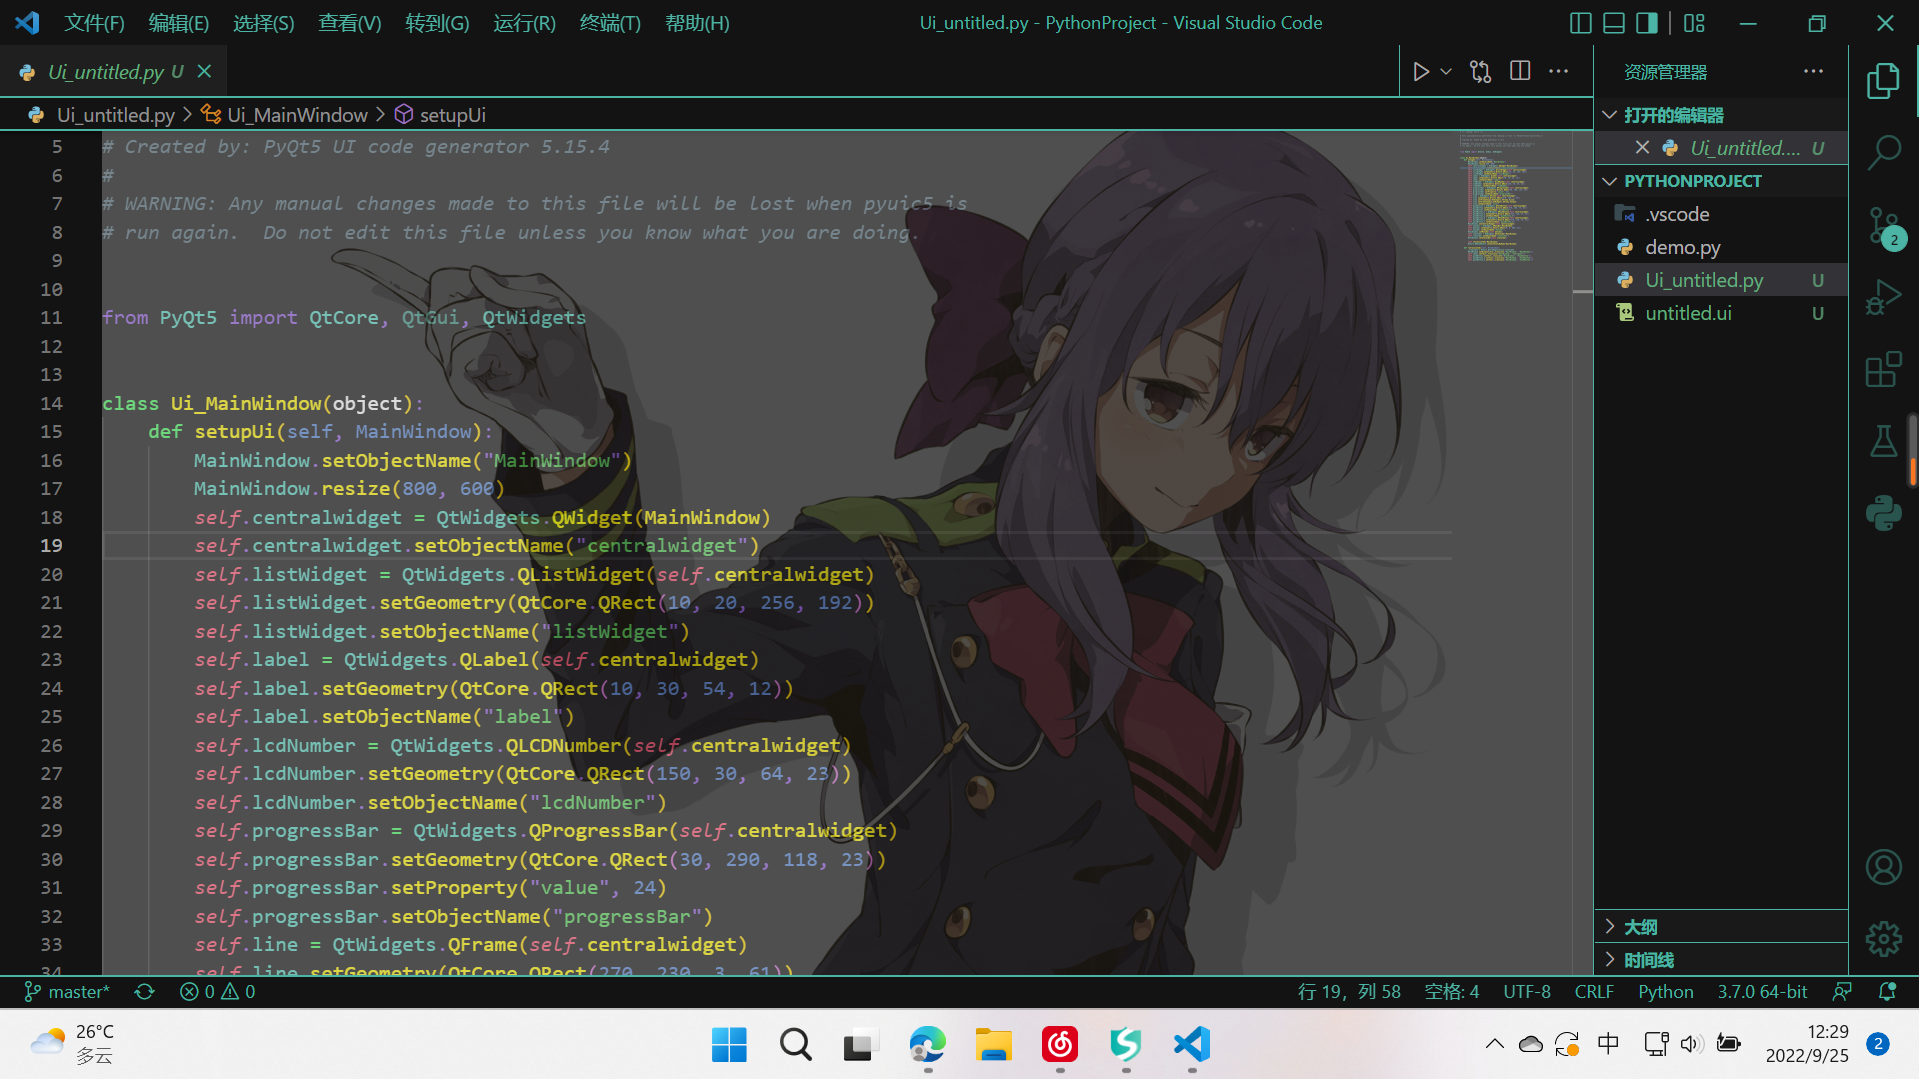 文件(F) 编辑(E) 选择(S) 查看(V) 转到(G) 运行(R) 终端(T) 帮助(H) Ui_untitled.py - PythonProject - Visual Studio Code
Ui_untitled.py U
Ui_untitled.py > Ui_MainWindow > setupUi
5 # Created by: PyQt5 UI code generator 5.15.4
6 #
7 # WARNING: Any manual changes made to this file will be lost when pyuic5 is
8 # run again.  Do not edit this file unless you know what you are doing.
9
10
11 from PyQt5 import QtCore, QtGui, QtWidgets
12
13
14 class Ui_MainWindow(object):
15     def setupUi(self, MainWindow):
16         MainWindow.setObjectName("MainWindow")
17         MainWindow.resize(800, 600)
18         self.centralwidget = QtWidgets.QWidget(MainWindow)
19         self.centralwidget.setObjectName("centralwidget")
20         self.listWidget = QtWidgets.QListWidget(self.centralwidget)
21         self.listWidget.setGeometry(QtCore.QRect(10, 20, 256, 192))
22         self.listWidget.setObjectName("listWidget")
23         self.label = QtWidgets.QLabel(self.centralwidget)
24         self.label.setGeometry(QtCore.QRect(10, 30, 54, 12))
25         self.label.setObjectName("label")
26         self.lcdNumber = QtWidgets.QLCDNumber(self.centralwidget)
27         self.lcdNumber.setGeometry(QtCore.QRect(150, 30, 64, 23))
28         self.lcdNumber.setObjectName("lcdNumber")
29         self.progressBar = QtWidgets.QProgressBar(self.centralwidget)
30         self.progressBar.setGeometry(QtCore.QRect(30, 290, 118, 23))
31         self.progressBar.setProperty("value", 24)
32         self.progressBar.setObjectName("progressBar")
33         self.line = QtWidgets.QFrame(self.centralwidget)
34         self.line.setGeometry(QtCore.QRect(270, 230, 3, 61))
资源管理器
打开的编辑器
Ui_untitled.... U
PYTHONPROJECT
.vscode
demo.py
Ui_untitled.py U
untitled.ui U
2
大纲
时间线
master* 0 0 行 19，列 58 空格: 4 UTF-8 CRLF Python 3.7.0 64-bit
26°C
多云
中
12:29
2022/9/25
2